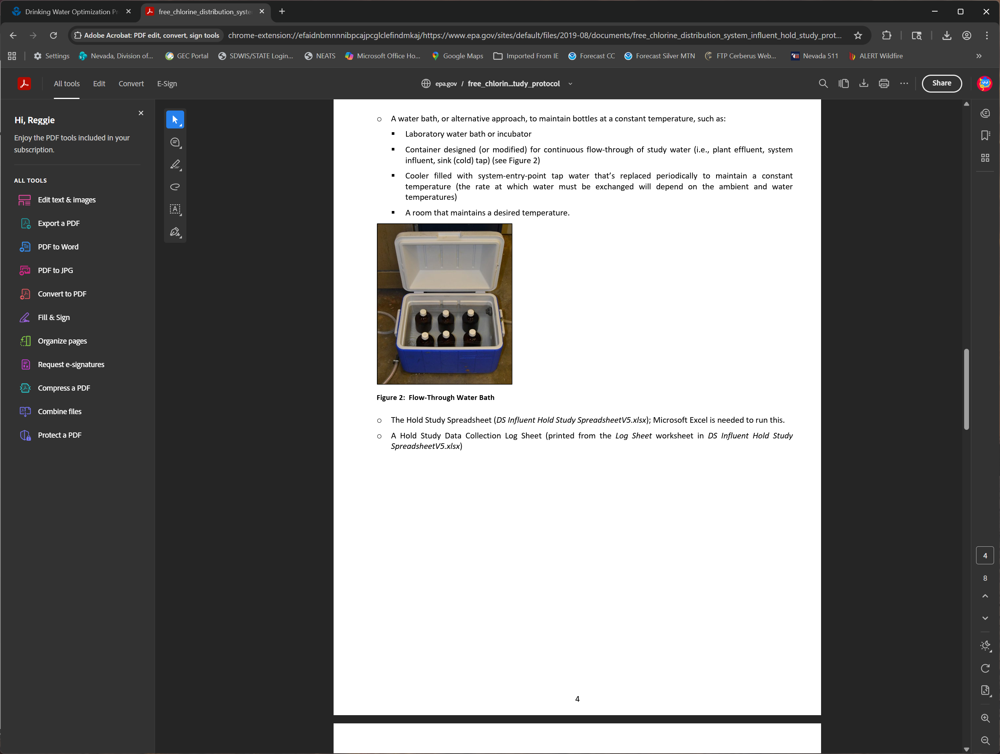 Drinking Water Optimization Pr
free_chlorine_distribution_syste
Adobe Acrobat: PDF edit, convert, sign tools
chrome-extension://efaidnbmnnnibpcajpcglclefindmkaj/https://www.epa.gov/sites/default/files/2019-08/documents/free_chlorine_distribution_system_influent_hold_study_prot...
Settings
Nevada, Division of...
GEC Portal
SDWIS/STATE Login...
NEATS
Microsoft Office Ho...
Google Maps
Imported From IE
Forecast CC
Forecast Silver MTN
FTP Cerberus Web...
Nevada 511
ALERT Wildfire
All tools
Edit
Convert
E-Sign
epa.gov / free_chlorin...tudy_protocol
Share
Hi, Reggie
Enjoy the PDF tools included in your
subscription.
ALL TOOLS
Edit text & images
Export a PDF
PDF to Word
PDF to JPG
Convert to PDF
Fill & Sign
Organize pages
Request e-signatures
Compress a PDF
Combine files
Protect a PDF
○ A water bath, or alternative approach, to maintain bottles at a constant temperature, such as:
▪ Laboratory water bath or incubator
▪ Container designed (or modified) for continuous flow-through of study water (i.e., plant effluent, system
influent, sink (cold) tap) (see Figure 2)
▪ Cooler filled with system-entry-point tap water that's replaced periodically to maintain a constant
temperature (the rate at which water must be exchanged will depend on the ambient and water
temperatures)
▪ A room that maintains a desired temperature.
Figure 2: Flow-Through Water Bath
○ The Hold Study Spreadsheet (DS Influent Hold Study SpreadsheetV5.xlsx); Microsoft Excel is needed to run this.
○ A Hold Study Data Collection Log Sheet (printed from the Log Sheet worksheet in DS Influent Hold Study
SpreadsheetV5.xlsx)
4
4
8